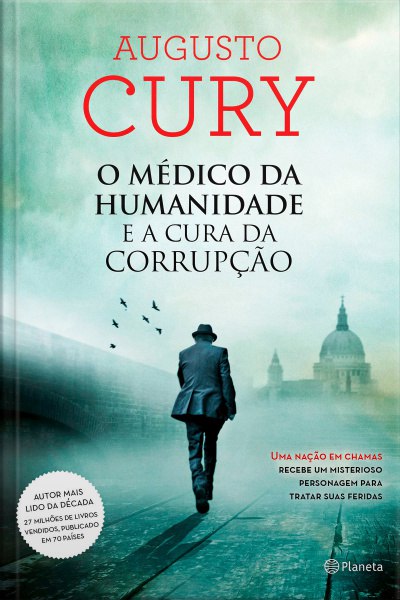 AUGUSTO
CURY
O MÉDICO DA
HUMANIDADE
E A CURA DA
CORRUPÇÃO
UMA NAÇÃO EM CHAMAS
RECEBE UM MISTERIOSO
PERSONAGEM PARA
TRATAR SUAS FERIDAS
AUTOR MAIS
LIDO DA DÉCADA
27 MILHÕES DE LIVROS
VENDIDOS, PUBLICADO
EM 70 PAÍSES
Planeta